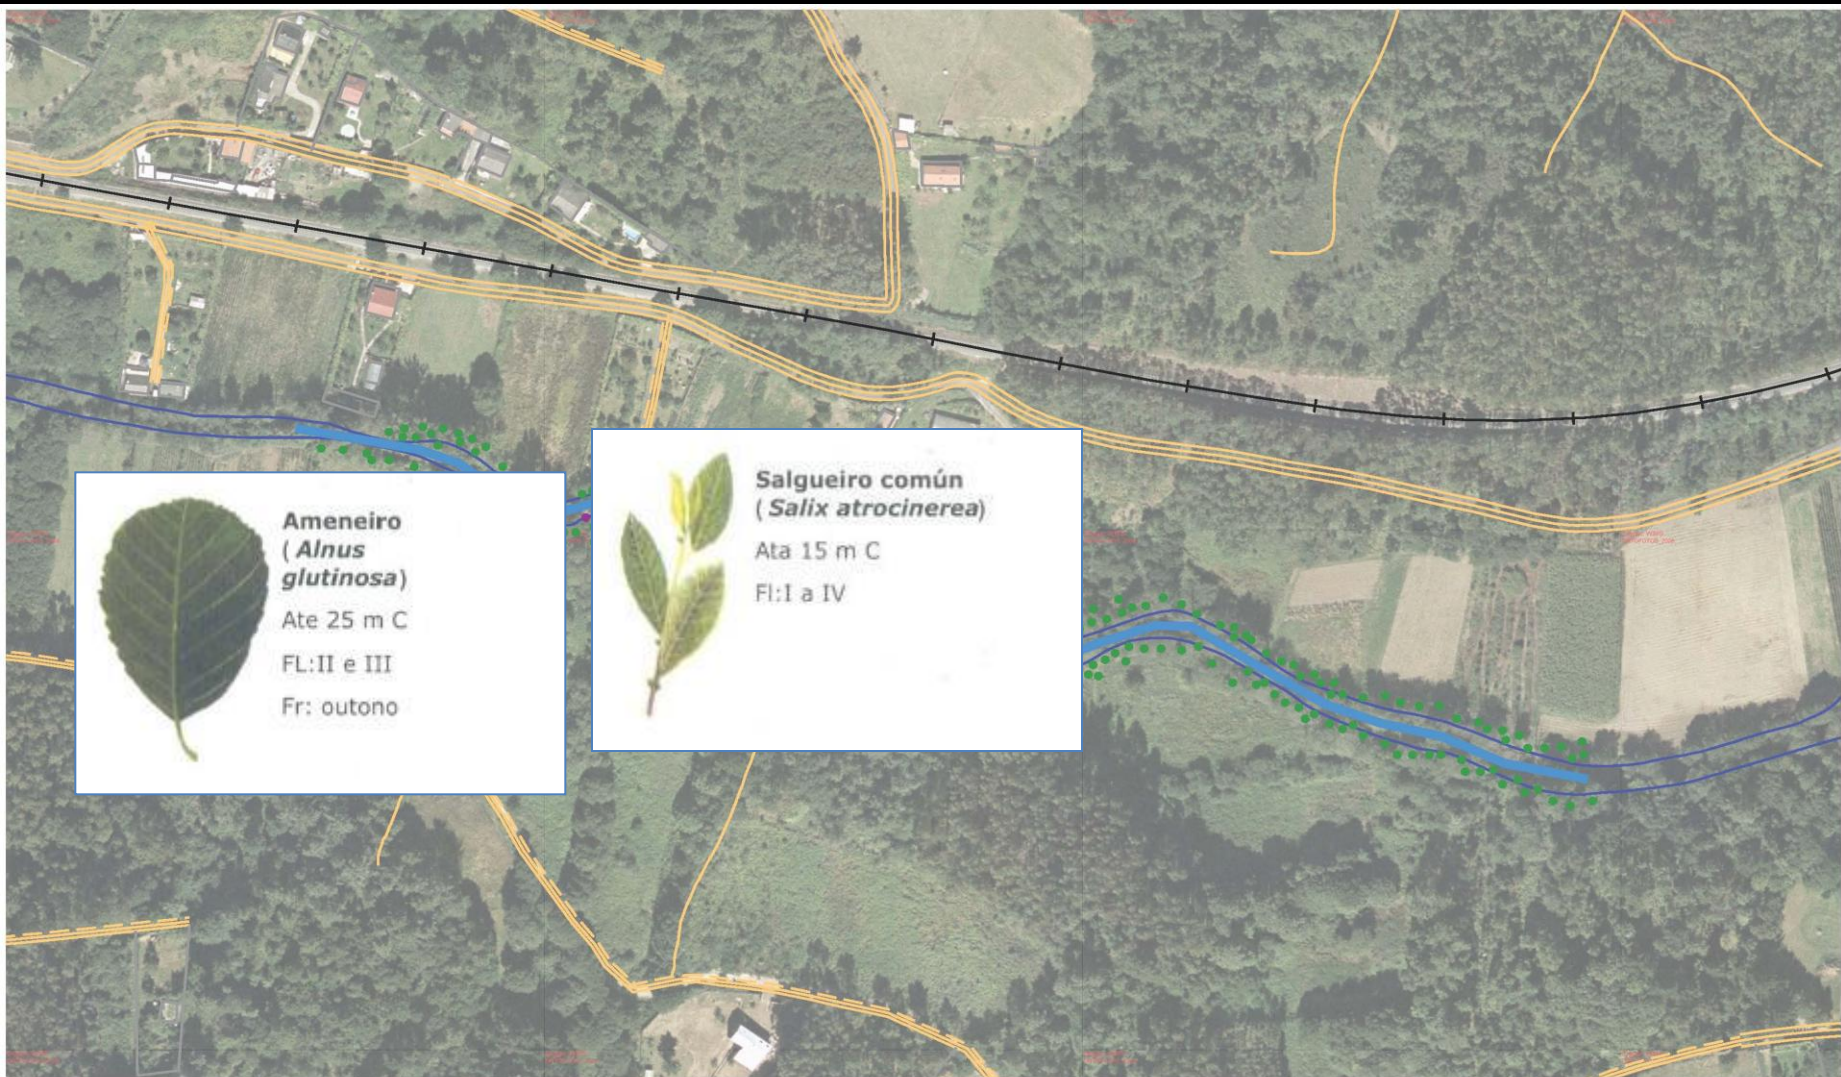 Ameneiro
(Alnus
glutinosa)
Ate 25 m C
FL:II e III
Fr: outono
Salgueiro común
(Salix atrocinerea)
Ata 15 m C
Fl:I a IV